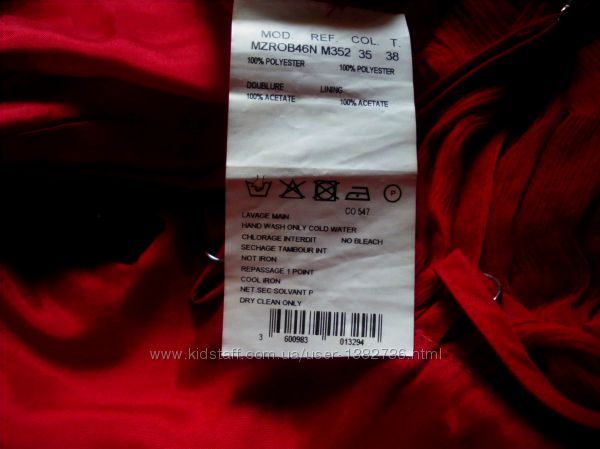 MOD. REF. COL. T.
MZROB46N M352 35 38
100% POLYESTER 100% POLYESTER
DOUBLURE LINING
100% ACETATE 100% ACETATE
P
CO 547
LAVAGE MAIN
HAND WASH ONLY COLD WATER
CHLORAGE INTERDIT NO BLEACH
SECHAGE TAMBOUR INT
NOT IRON
REPASSAGE 1 POINT
COOL IRON
NET SEC SOLVANT P
DRY CLEAN ONLY
3 600983 013294
www.kidstaff.com.ua/user-1382736.html